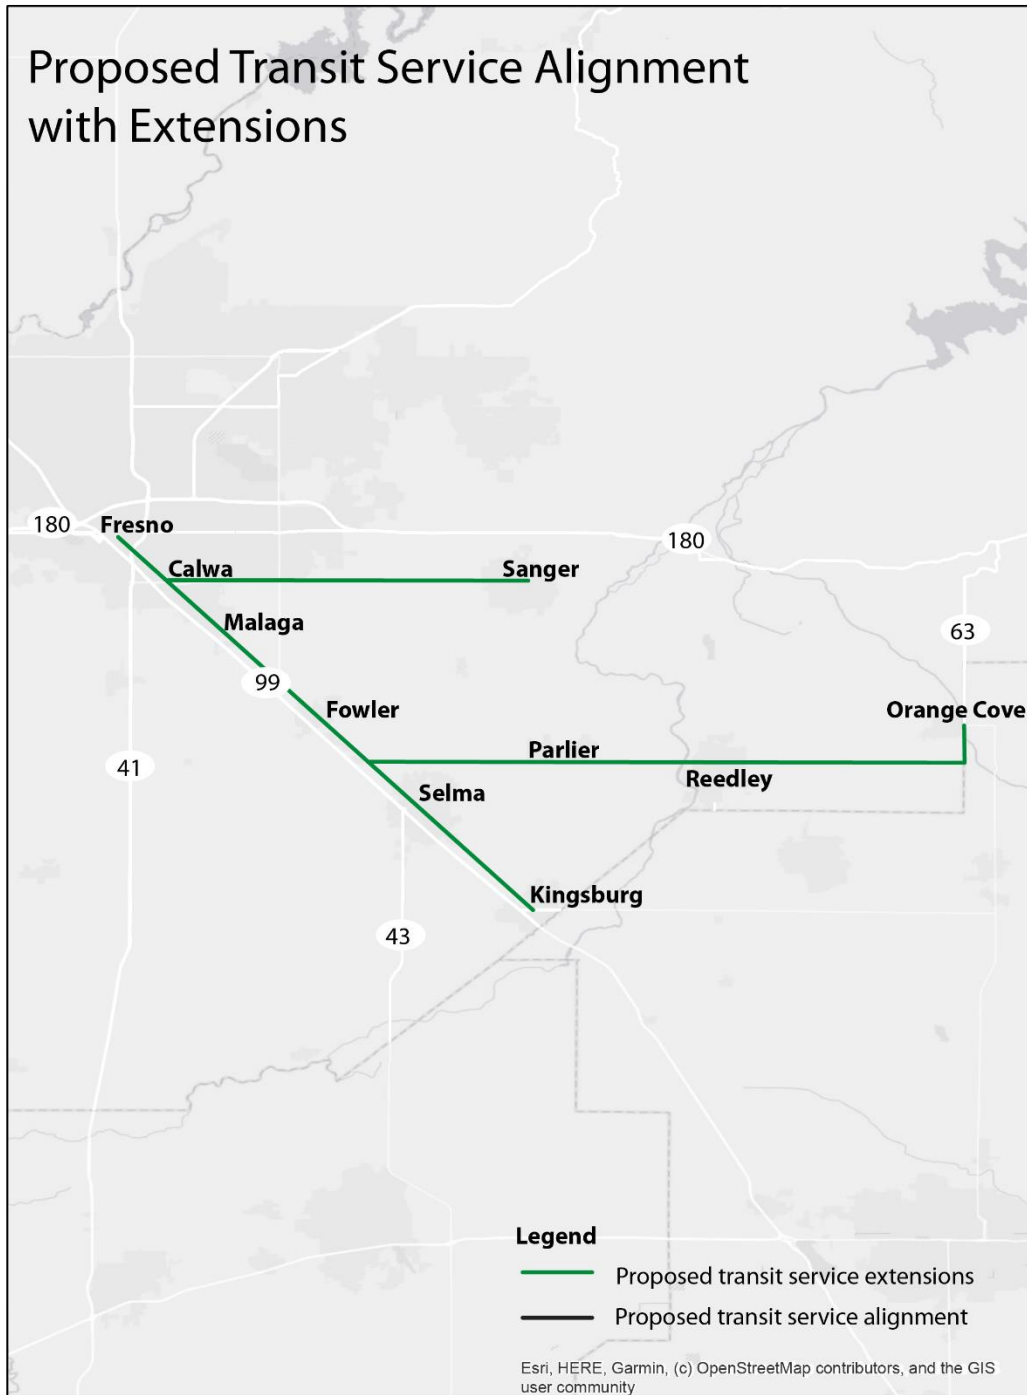 Proposed Transit Service Alignment
with Extensions
180
Fresno
180
Calwa
Sanger
Malaga
63
99
Fowler
Orange Cove
41
Parlier
Reedley
Selma
Kingsburg
43
Legend
Proposed transit service extensions
Proposed transit service alignment
Esri, HERE, Garmin, (c) OpenStreetMap contributors, and the GIS
user community